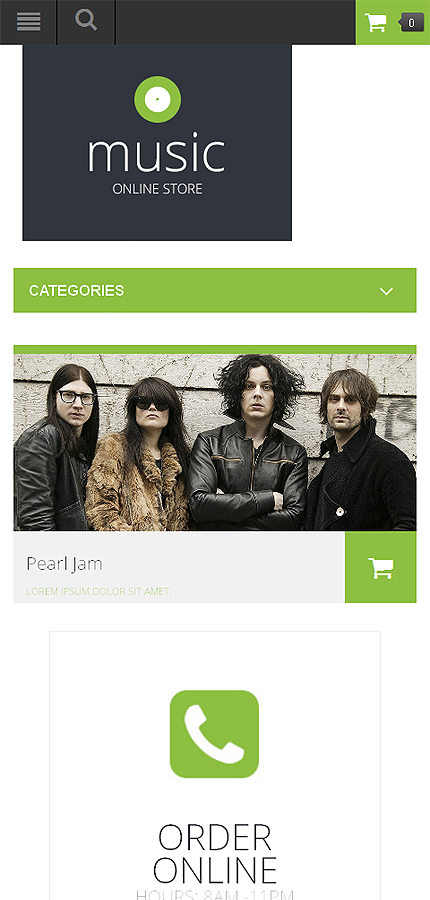 0
music
ONLINE STORE
CATEGORIES
Pearl Jam
LOREM IPSUM DOLOR SIT AMET.
ORDER
ONLINE
HOURS: 8AM -11PM